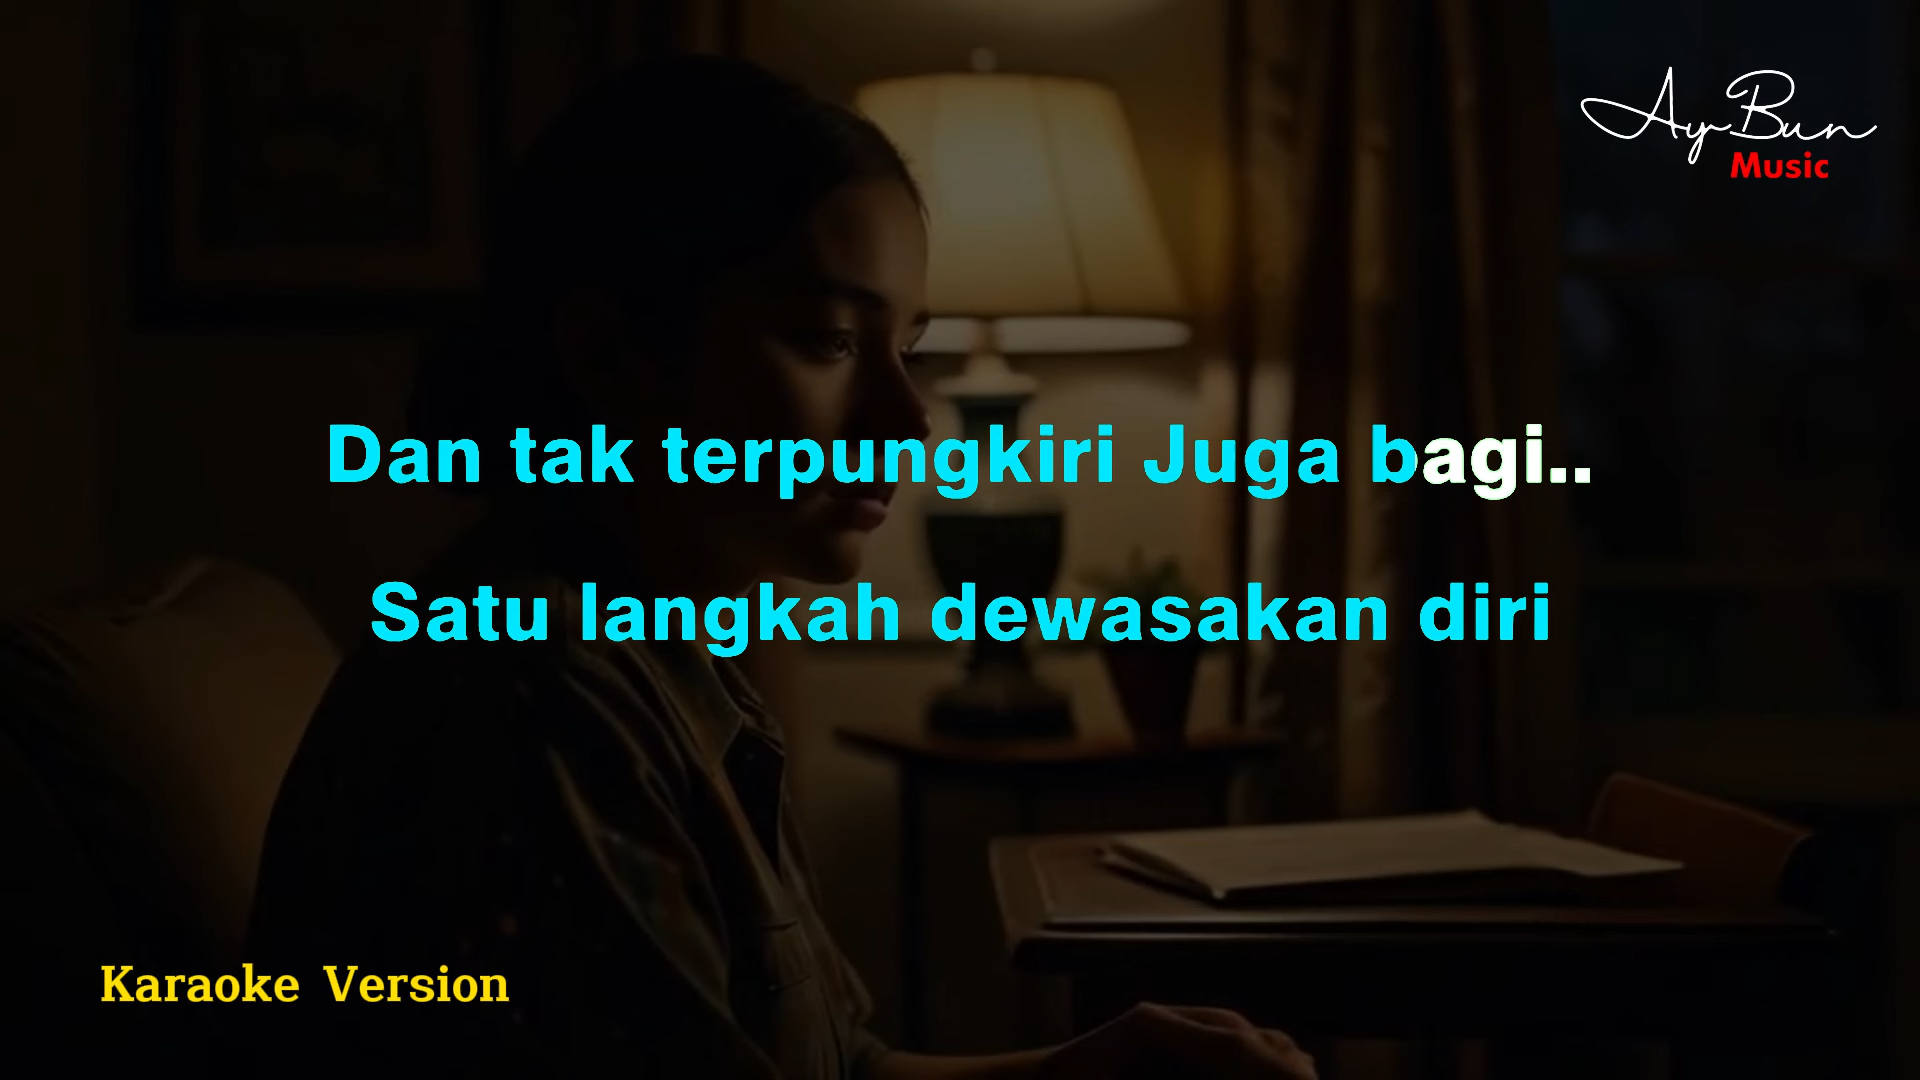 AyBun
Music
Dan tak terpungkiri Juga bagi..
Satu langkah dewasakan diri
Karaoke Version